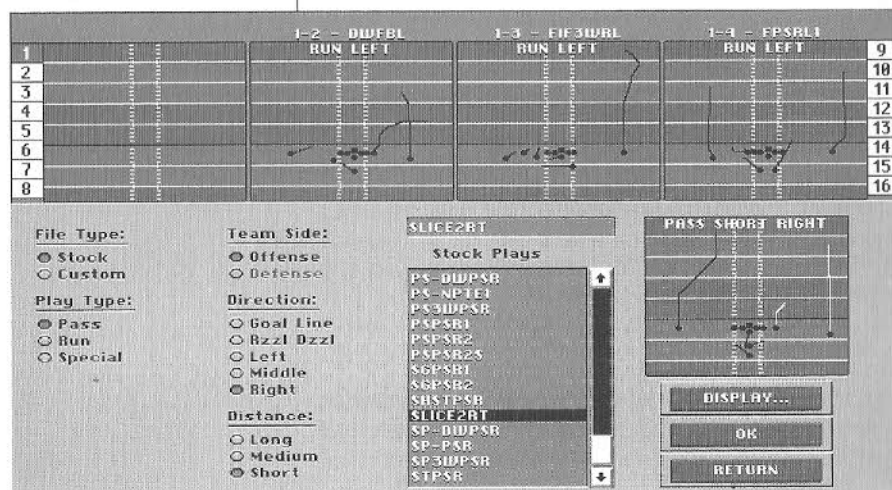 1-2 - DWFBL
1-3 - FIF3WRL
1-4 - FPSRL1
RUN LEFT
RUN LEFT
RUN LEFT
1
2
3
4
5
6
7
8
9
10
11
12
13
14
15
16
File Type:
Stock
Custom
Play Type:
Pass
Run
Special
Team Side:
Offense
Defense
Direction:
Goal Line
Rzzl Dzzl
Left
Middle
Right
Distance:
Long
Medium
Short
SLICE2RT
Stock Plays
PS-DWPSR
PS-NPTE1
PS3WPSR
PSPSR1
PSPSR2
PSPSR2S
SGPSR1
SGPSR2
SHSTPSR
SLICE2RT
SP-DWPSR
SP-PSR
SP3WPSR
STPSR
PASS SHORT RIGHT
DISPLAY...
OK
RETURN